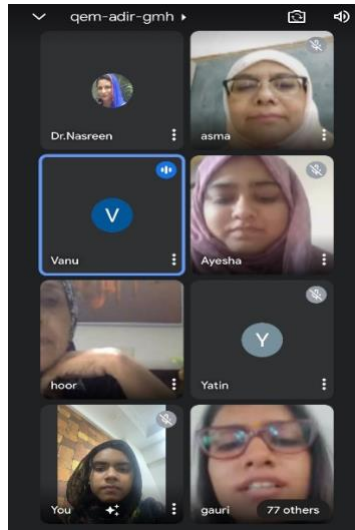 qem-adir-gmh
Dr.Nasreen
asma
V
Vanu
Ayesha
hoor
Y
Yatin
You
gauri
77 others